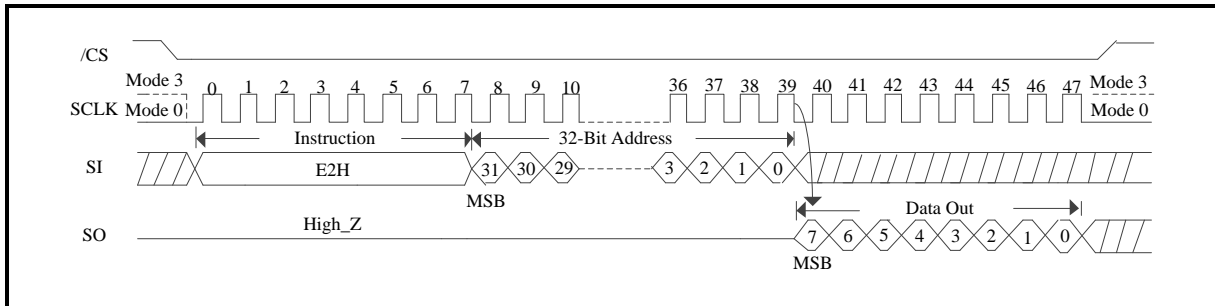 /CS
Mode 3 0 1 2 3 4 5 6 7 8 9 10 36 37 38 39 40 41 42 43 44 45 46 47 Mode 3
SCLK Mode 0 Mode 0
Instruction 32-Bit Address
SI E2H 31 30 29 3 2 1 0
MSB
High_Z Data Out
SO 7 6 5 4 3 2 1 0
MSB